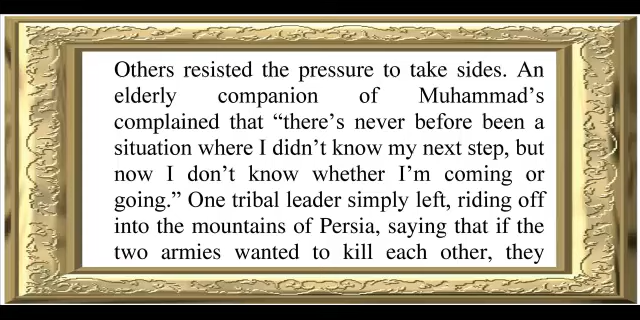 Others resisted the pressure to take sides. An
elderly companion of Muhammad’s
complained that “there’s never before been a
situation where I didn’t know my next step, but
now I don’t know whether I’m coming or
going.” One tribal leader simply left, riding off
into the mountains of Persia, saying that if the
two armies wanted to kill each other, they